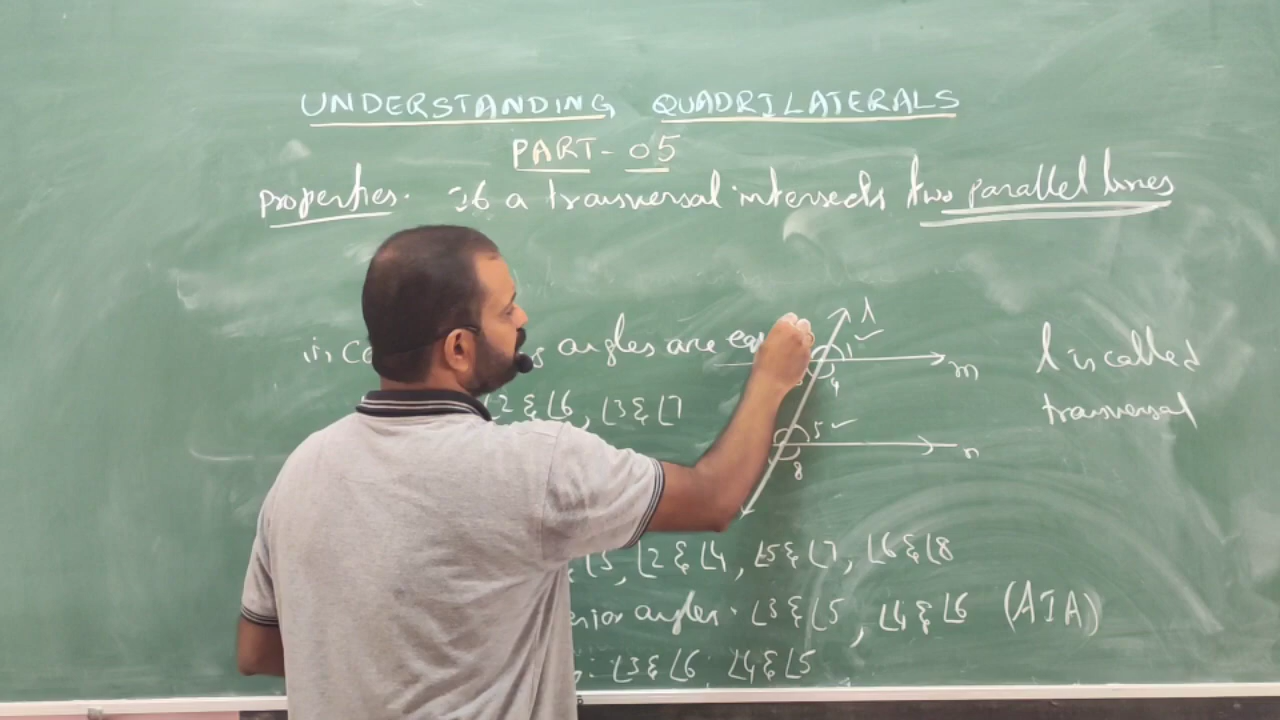 UNDERSTANDING QUADRILATERALS
PART-05
Properties. If a transversal intersects two parallel lines
l
angles are
1 ✓
m
4
l is called
transversal
∠2 & ∠6, ∠3 & ∠7
5 ✓
n
8
∠2 & ∠4, ∠5 & ∠7, ∠6 & ∠8
angles. ∠3 & ∠5, ∠4 & ∠6 (AIA)
∠3 & ∠6, ∠4 & ∠5